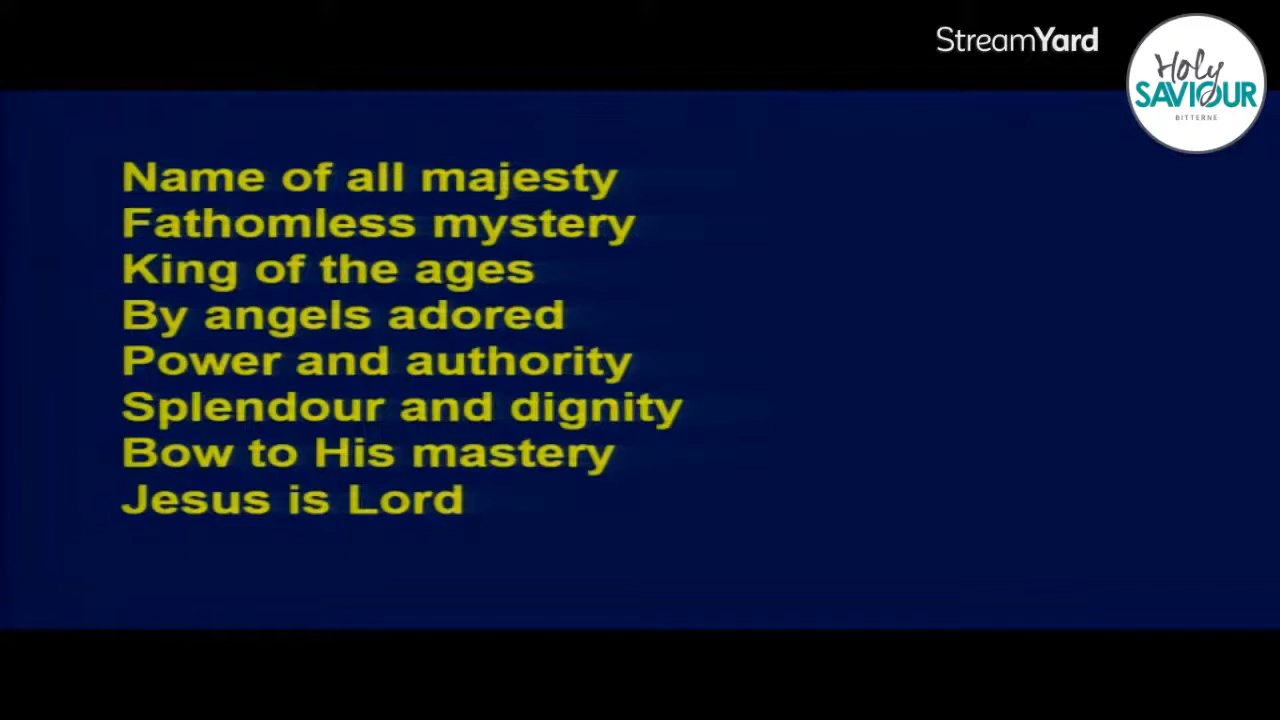 StreamYard
Holy
SAVIOUR
BITTERNE
Name of all majesty
Fathomless mystery
King of the ages
By angels adored
Power and authority
Splendour and dignity
Bow to His mastery
Jesus is Lord